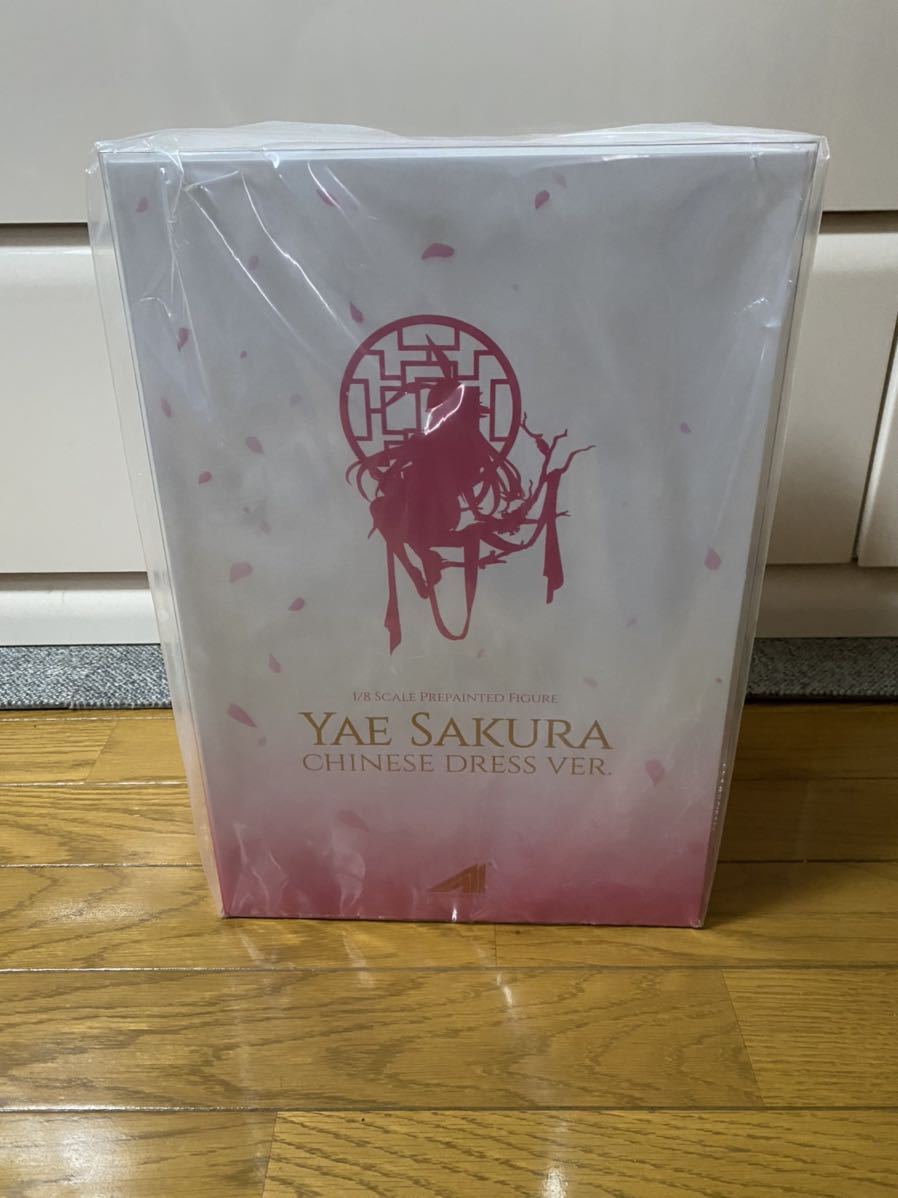 1/8 Scale Prepainted Figure
Yae Sakura
Chinese Dress Ver.